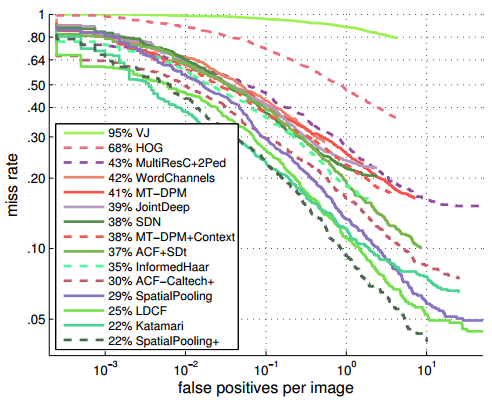 1
.80
.64
.50
.40
.30
.20
.10
.05
miss rate
95% VJ
68% HOG
43% MultiResC+2Ped
42% WordChannels
41% MT−DPM
39% JointDeep
38% SDN
38% MT−DPM+Context
37% ACF+SDt
35% InformedHaar
30% ACF−Caltech+
29% SpatialPooling
25% LDCF
22% Katamari
22% SpatialPooling+
10⁻³ 10⁻² 10⁻¹ 10⁰ 10¹
false positives per image